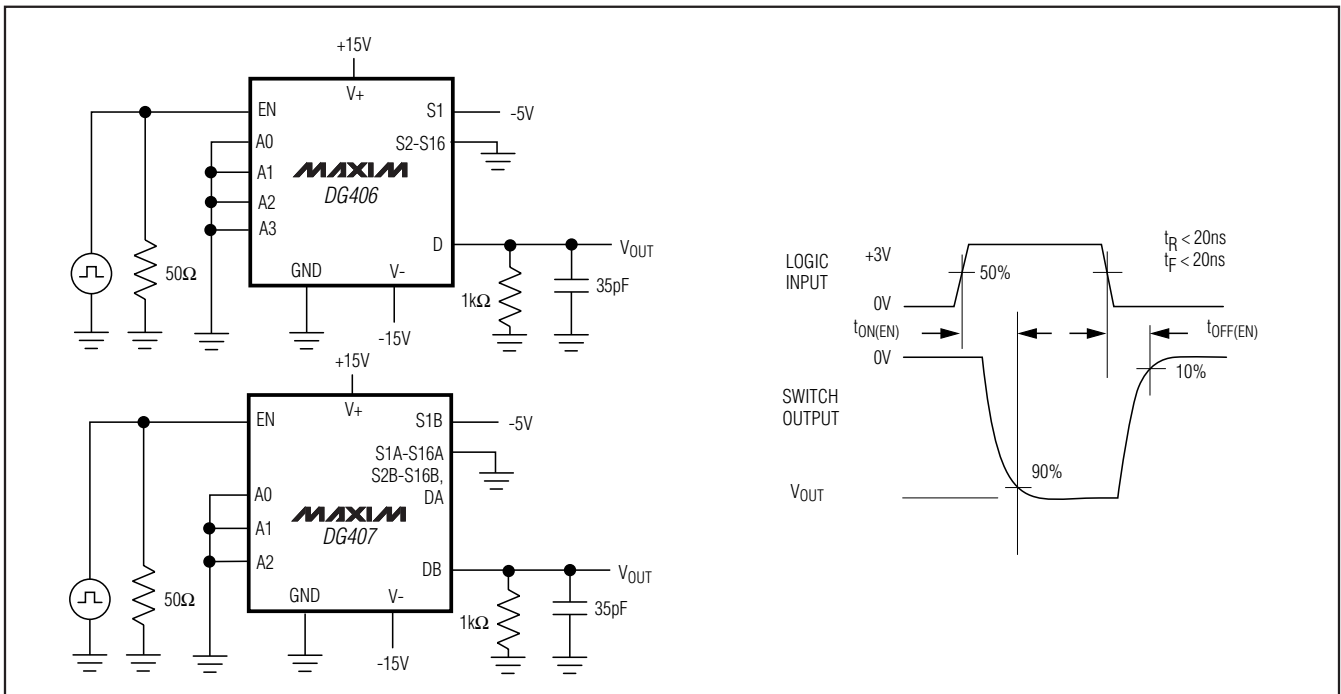 +15V
V+
EN
A0
A1
A2
A3
S1
-5V
S2-S16
MAXIM
DG406
D
VOUT
GND
V-
50Ω
1kΩ
35pF
-15V
+15V
V+
EN
A0
A1
A2
S1B
-5V
S1A-S16A
S2B-S16B,
DA
MAXIM
DG407
DB
VOUT
GND
V-
50Ω
1kΩ
35pF
-15V
LOGIC
INPUT
+3V
50%
0V
tR < 20ns
tF < 20ns
tON(EN)
tOFF(EN)
0V
10%
SWITCH
OUTPUT
90%
VOUT